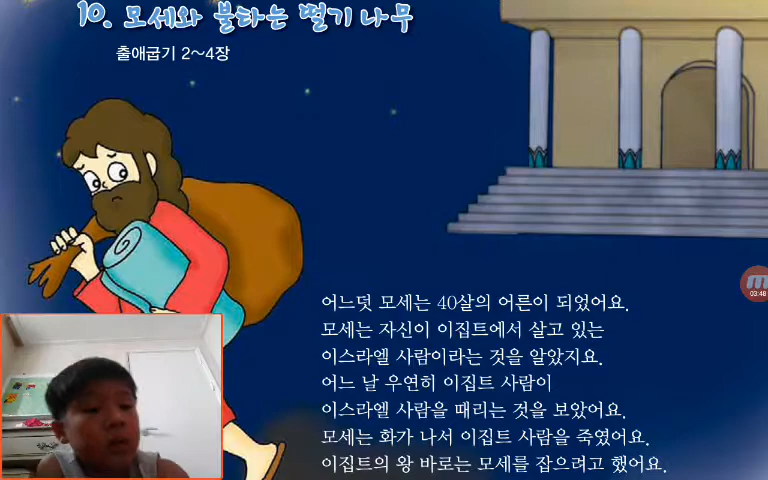 10. 모세와 불타는 떨기 나무
출애굽기 2~4장
어느덧 모세는 40살의 어른이 되었어요.
모세는 자신이 이집트에서 살고 있는
이스라엘 사람이라는 것을 알았지요.
어느 날 우연히 이집트 사람이
이스라엘 사람을 때리는 것을 보았어요.
모세는 화가 나서 이집트 사람을 죽였어요.
이집트의 왕 바로는 모세를 잡으려고 했어요.
03:48